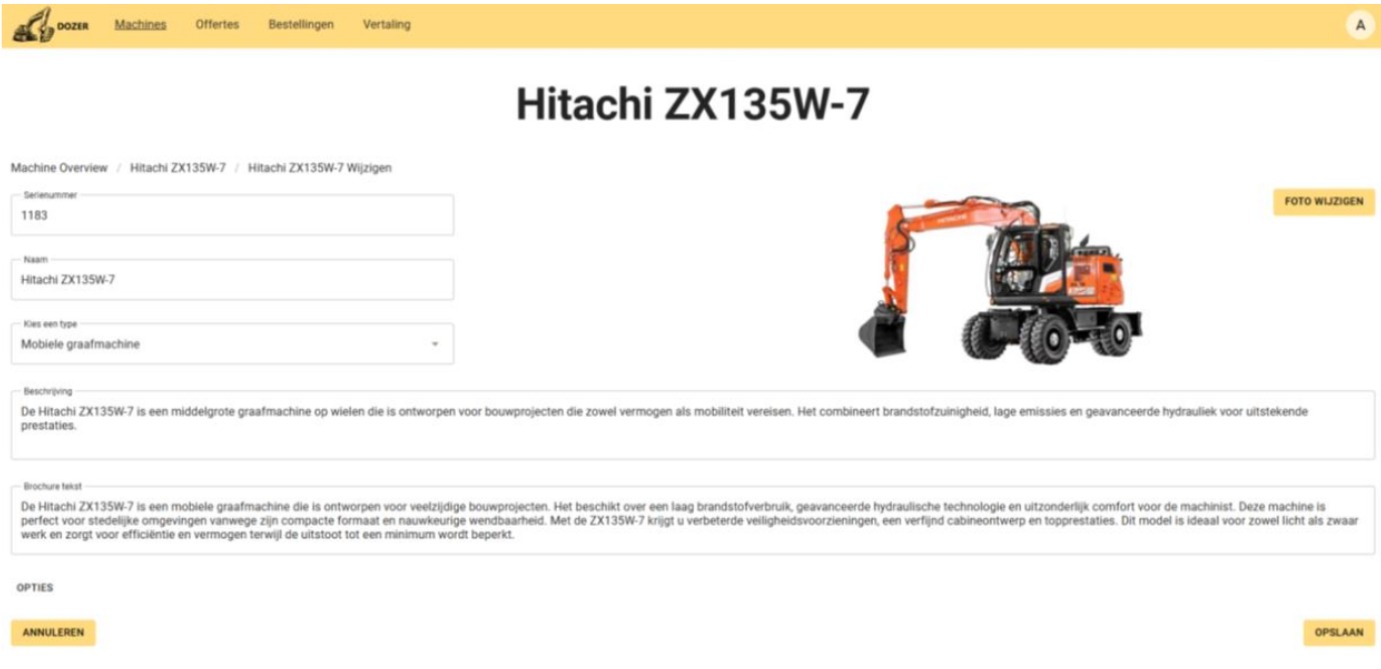 DOZER Machines Offertes Bestellingen Vertaling A
Hitachi ZX135W-7
Machine Overview / Hitachi ZX135W-7 / Hitachi ZX135W-7 Wijzigen
Serienummer
1183
FOTO WIJZIGEN
Naam
Hitachi ZX135W-7
Kies een type
Mobiele graafmachine
HITACHI
Beschrijving
De Hitachi ZX135W-7 is een middelgrote graafmachine op wielen die is ontworpen voor bouwprojecten die zowel vermogen als mobiliteit vereisen. Het combineert brandstofzuinigheid, lage emissies en geavanceerde hydrauliek voor uitstekende
prestaties.
Brochure tekst
De Hitachi ZX135W-7 is een mobiele graafmachine die is ontworpen voor veelzijdige bouwprojecten. Het beschikt over een laag brandstofverbruik, geavanceerde hydraulische technologie en uitzonderlijk comfort voor de machinist. Deze machine is
perfect voor stedelijke omgevingen vanwege zijn compacte formaat en nauwkeurige wendbaarheid. Met de ZX135W-7 krijgt u verbeterde veiligheidsvoorzieningen, een verfijnd cabineontwerp en topprestaties. Dit model is ideaal voor zowel licht als zwaar
werk en zorgt voor efficiëntie en vermogen terwijl de uitstoot tot een minimum wordt beperkt.
OPTIES
ANNULEREN
OPSLAAN